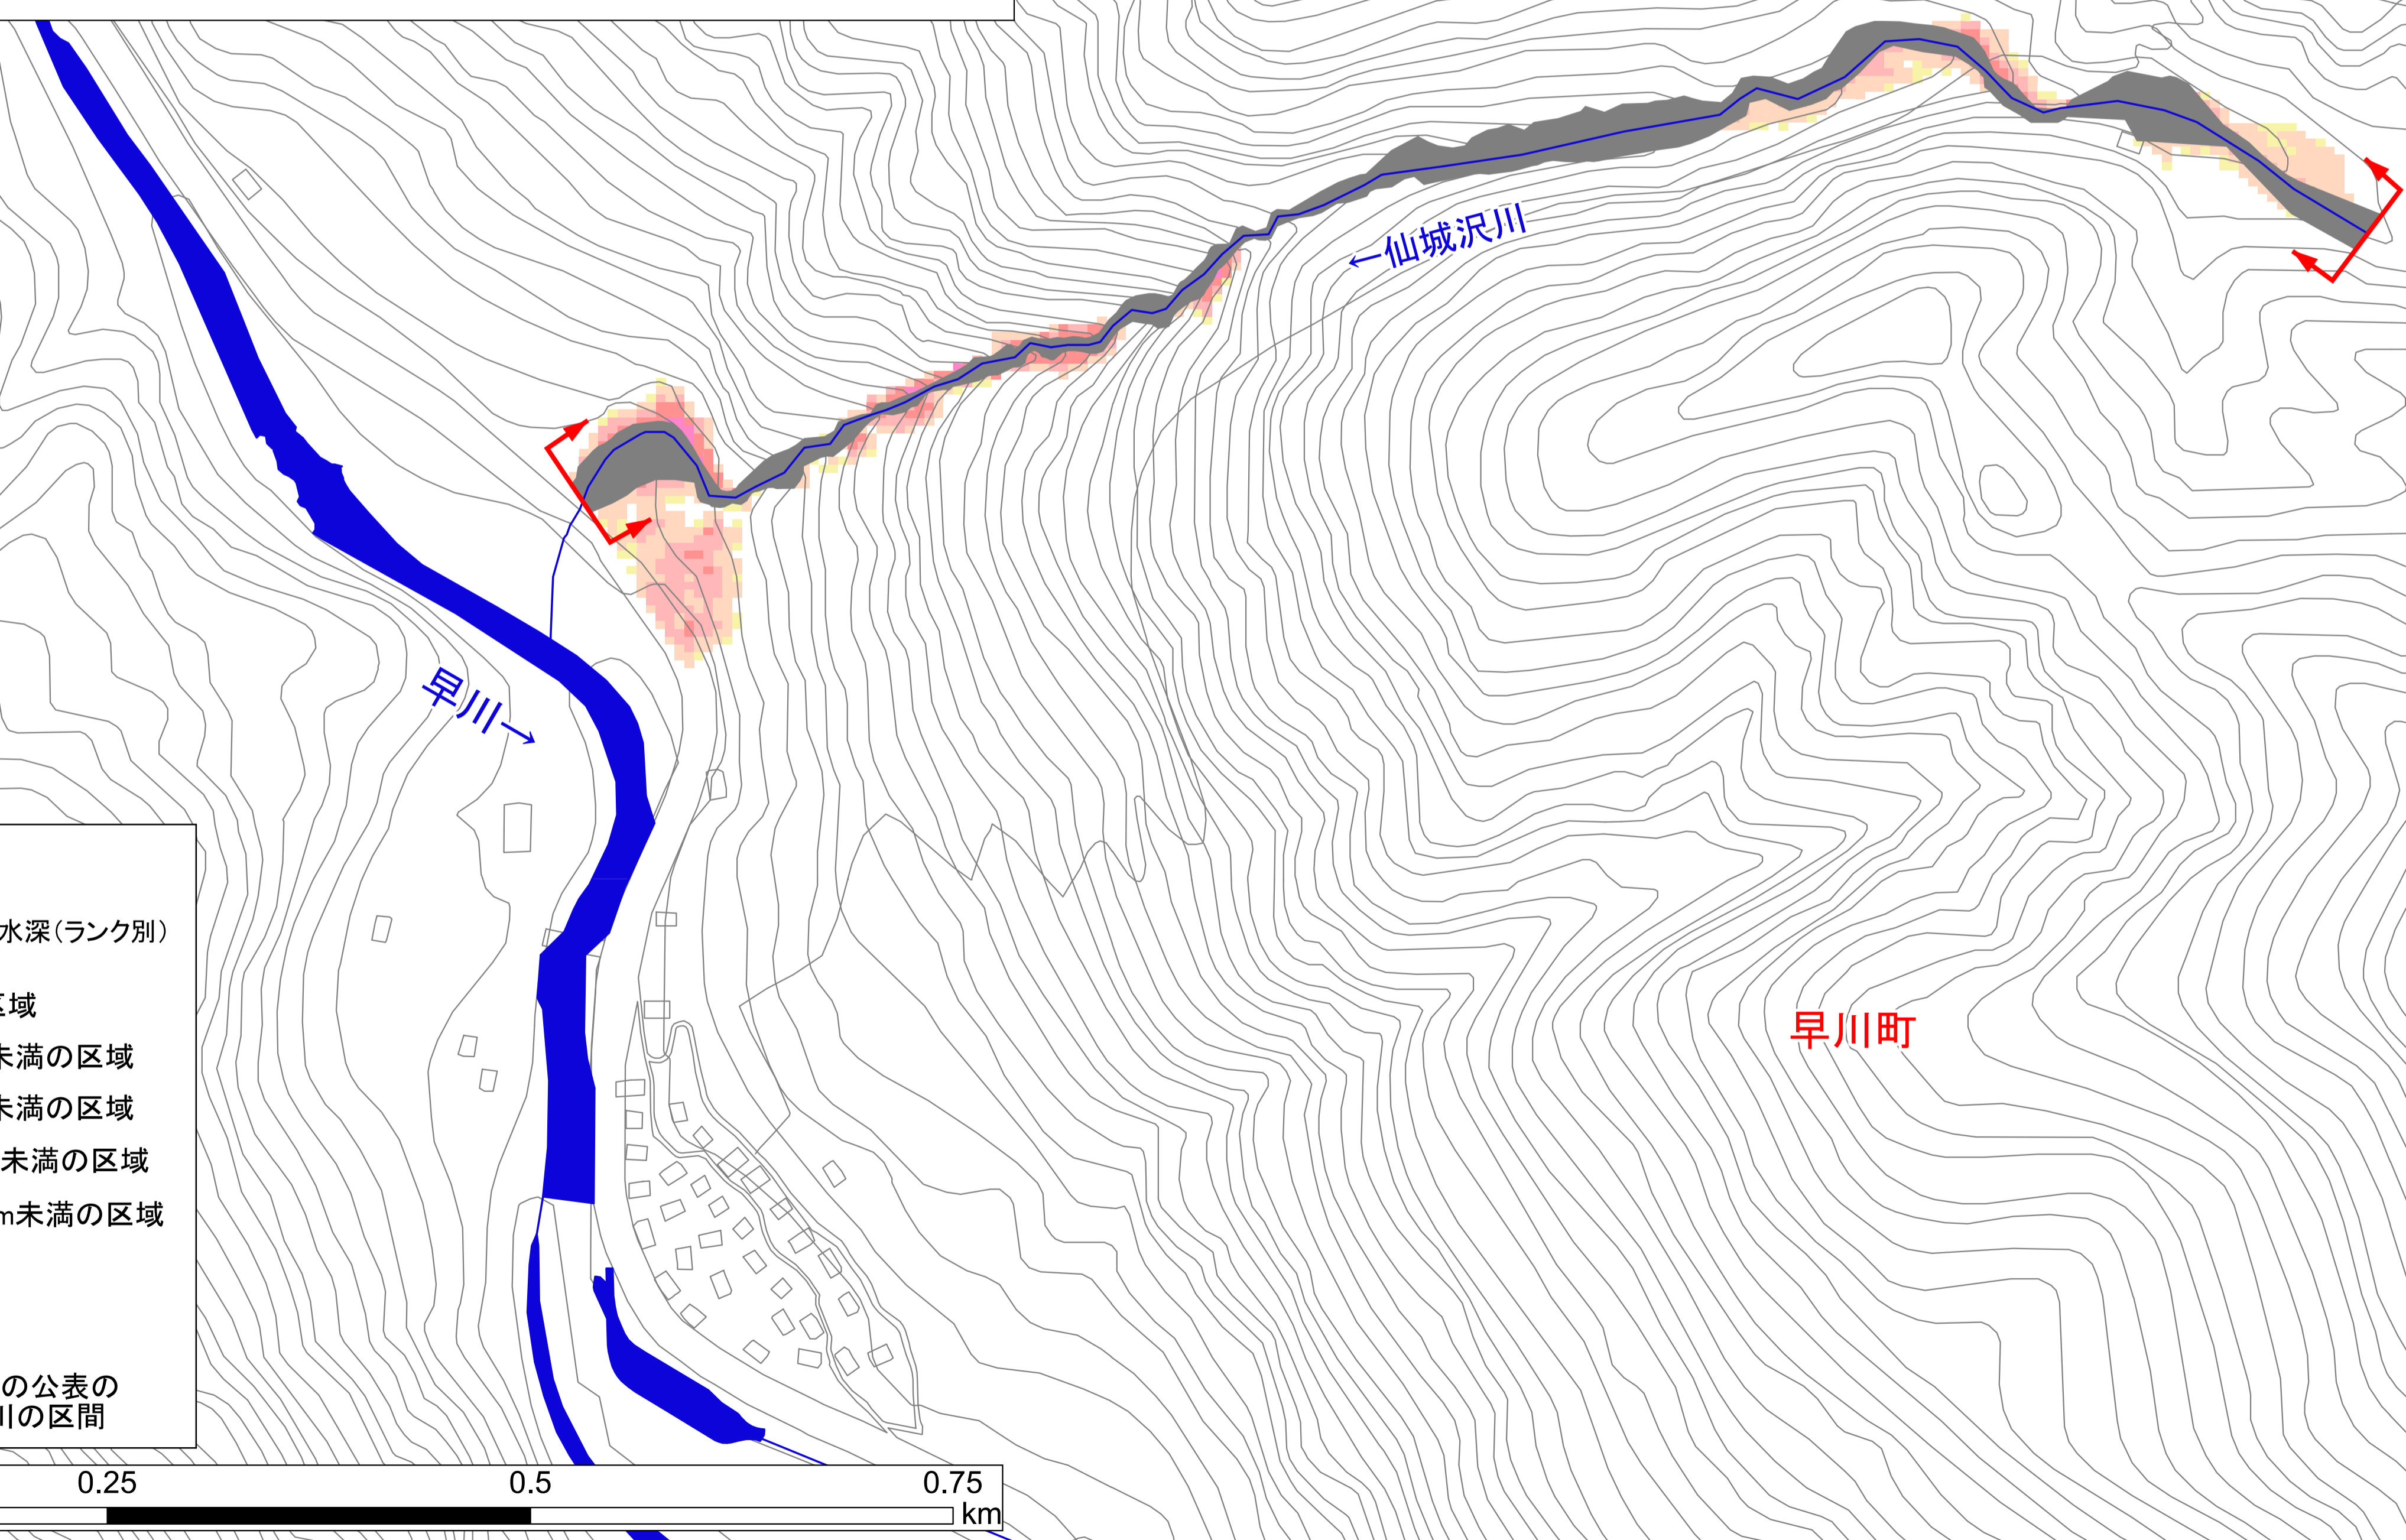 ←仙城沢川
早川→
水深(ランク別)
区域
未満の区域
未満の区域
未満の区域
m未満の区域
早川町
の公表の
川の区間
0.25 0.5 0.75
km